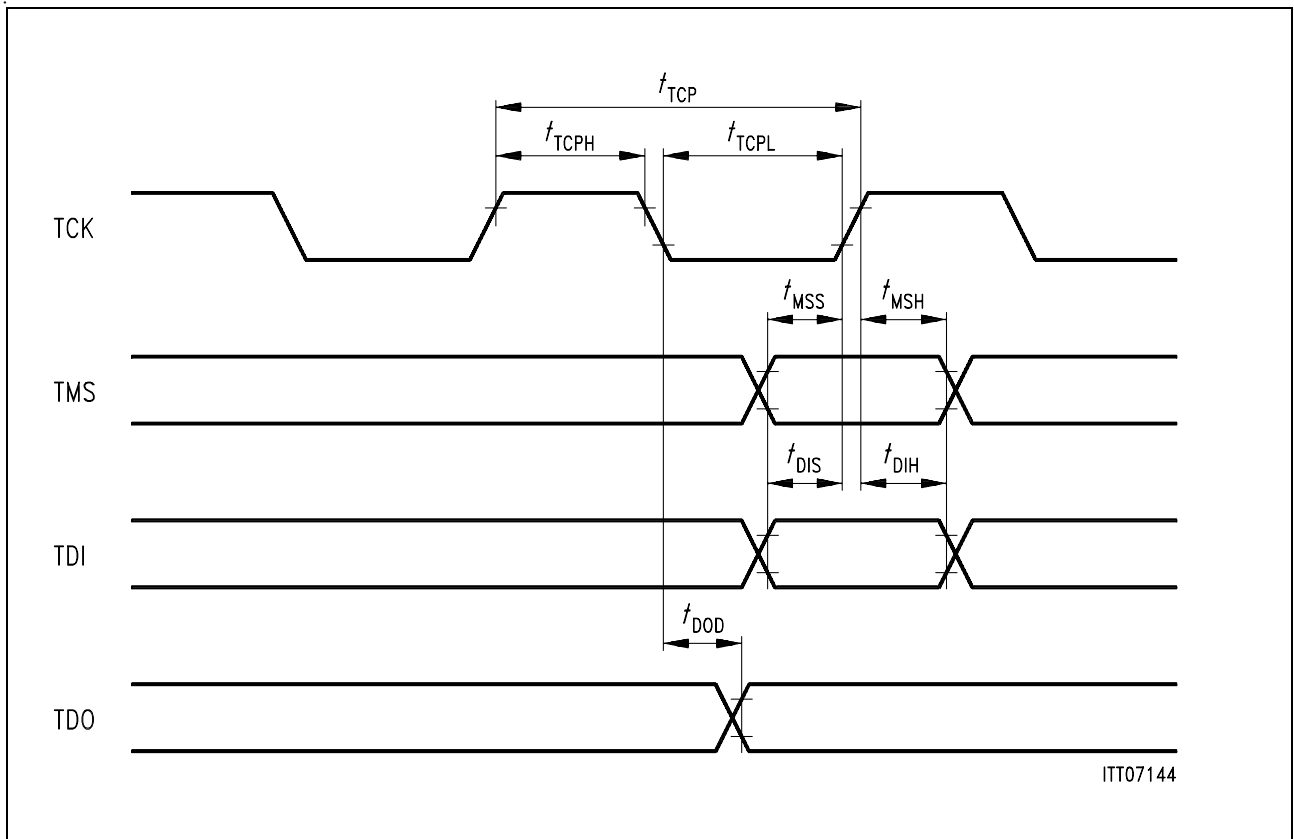 tTCP
tTCPH tTCPL
TCK
tMSS tMSH
TMS
tDIS tDIH
TDI
tDOD
TDO
ITT07144